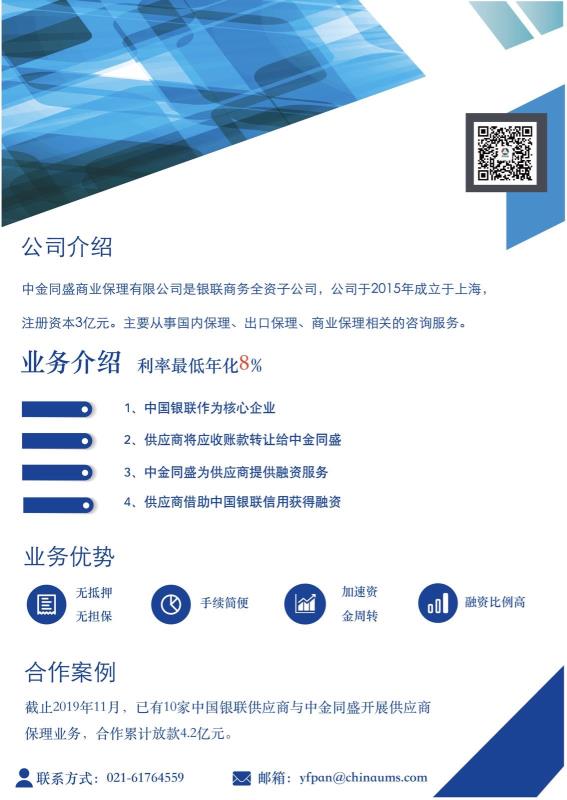 公司介绍
中金同盛商业保理有限公司是银联商务全资子公司，公司于2015年成立于上海，
注册资本3亿元。主要从事国内保理、出口保理、商业保理相关的咨询服务。
业务介绍 利率最低年化8%
1、中国银联作为核心企业
2、供应商将应收账款转让给中金同盛
3、中金同盛为供应商提供融资服务
4、供应商借助中国银联信用获得融资
业务优势
无抵押
无担保
手续简便
加速资
金周转
融资比例高
合作案例
截止2019年11月，已有10家中国银联供应商与中金同盛开展供应商
保理业务，合作累计放款4.2亿元。
联系方式：021-61764559 邮箱：yfpan@chinaums.com